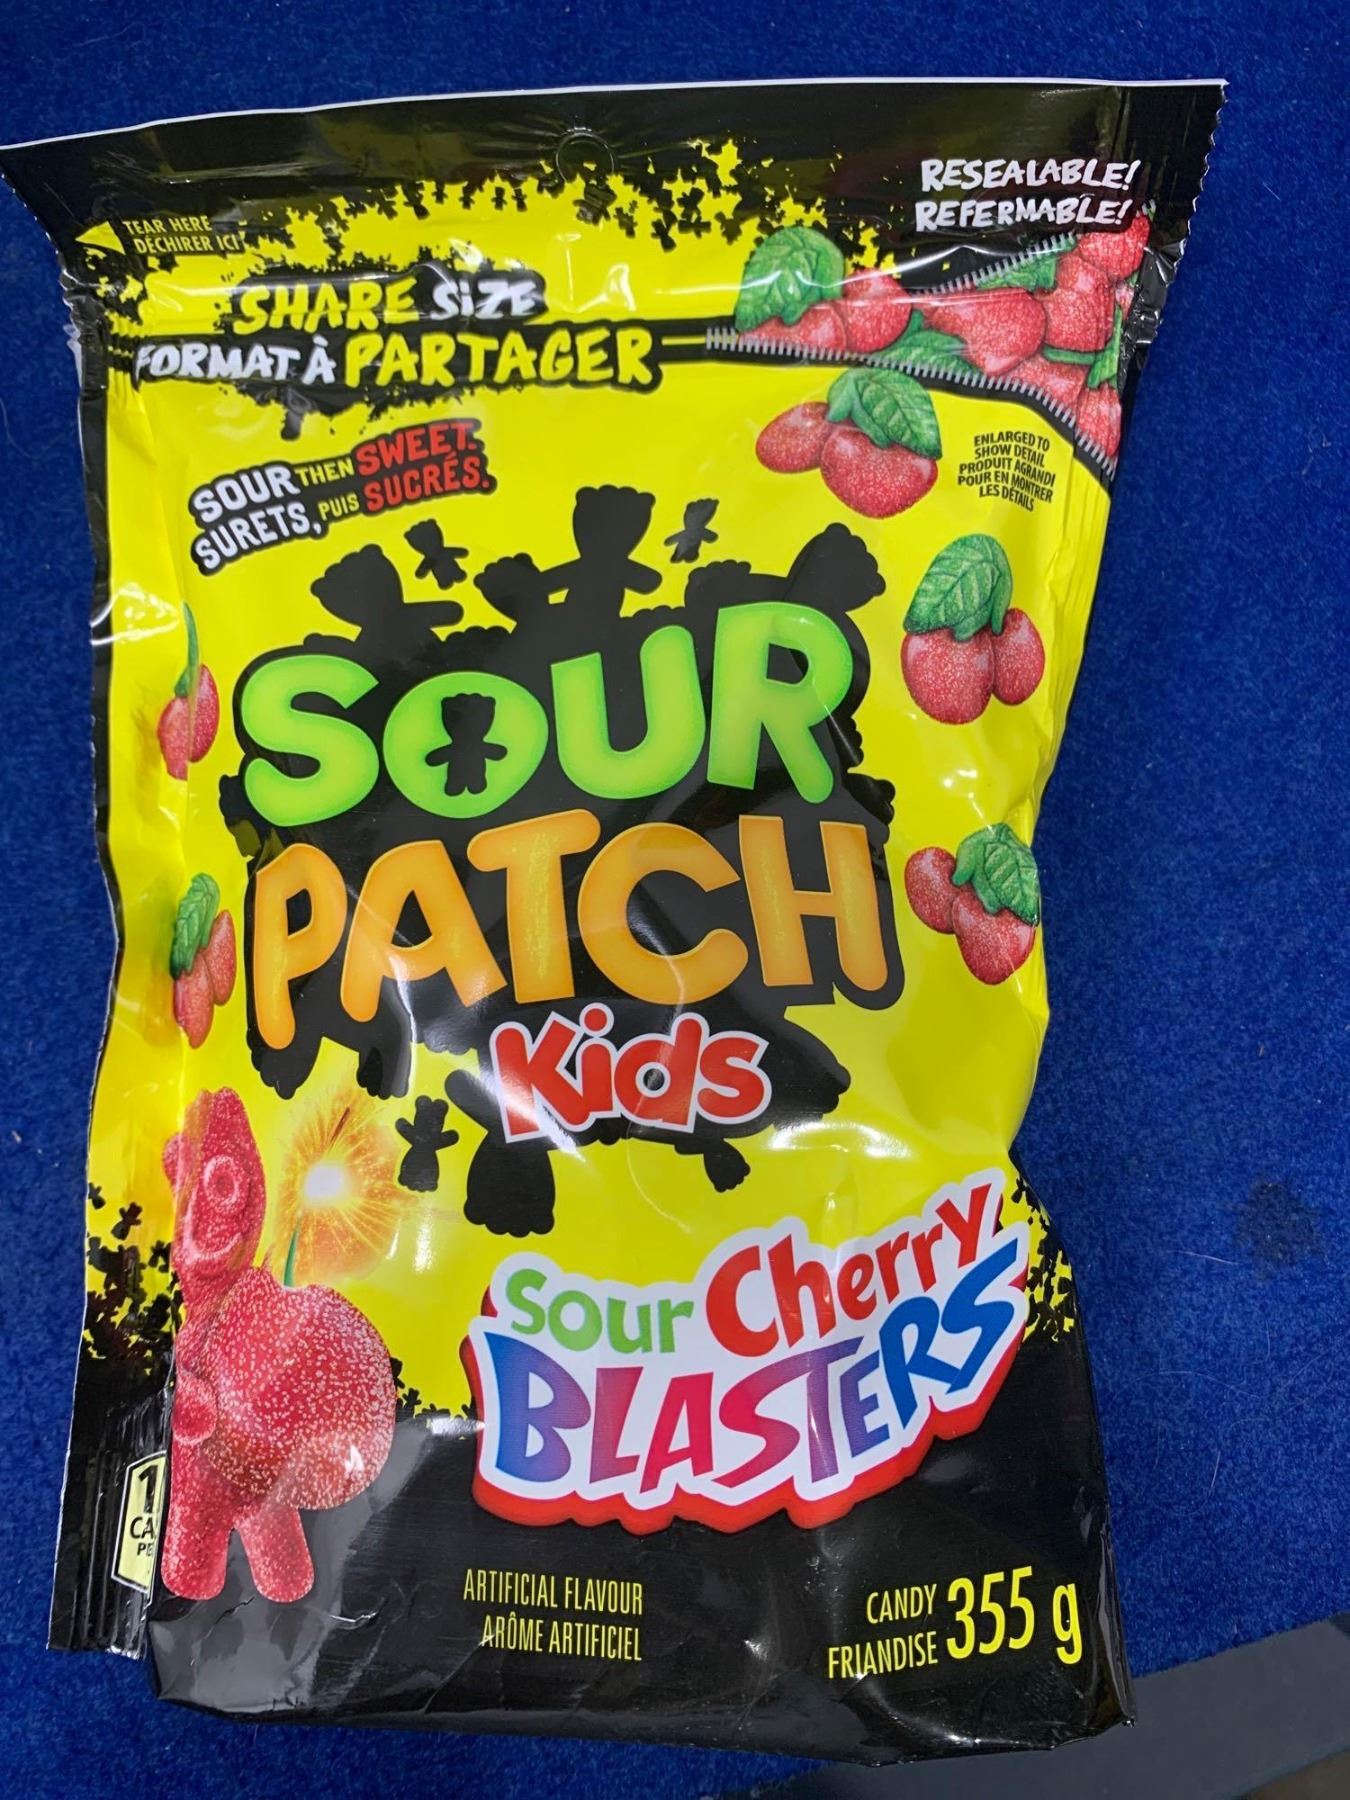 RESEALABLE!
REFERMABLE!
TEAR HERE
DÉCHIRER ICI
SHARE SiZE
FORMAT À PARTAGER
SOUR THEN SWEET.
SURETS, PUIS SUCRÉS.
ENLARGED TO
SHOW DETAIL
PRODUIT AGRANDI
POUR EN MONTRER
LES DÉTAILS
SOUR
PATCH
Kids
Sour Cherry
BLASTERS
ARTIFICIAL FLAVOUR
ARÔME ARTIFICIEL
CANDY
FRIANDISE
355 g